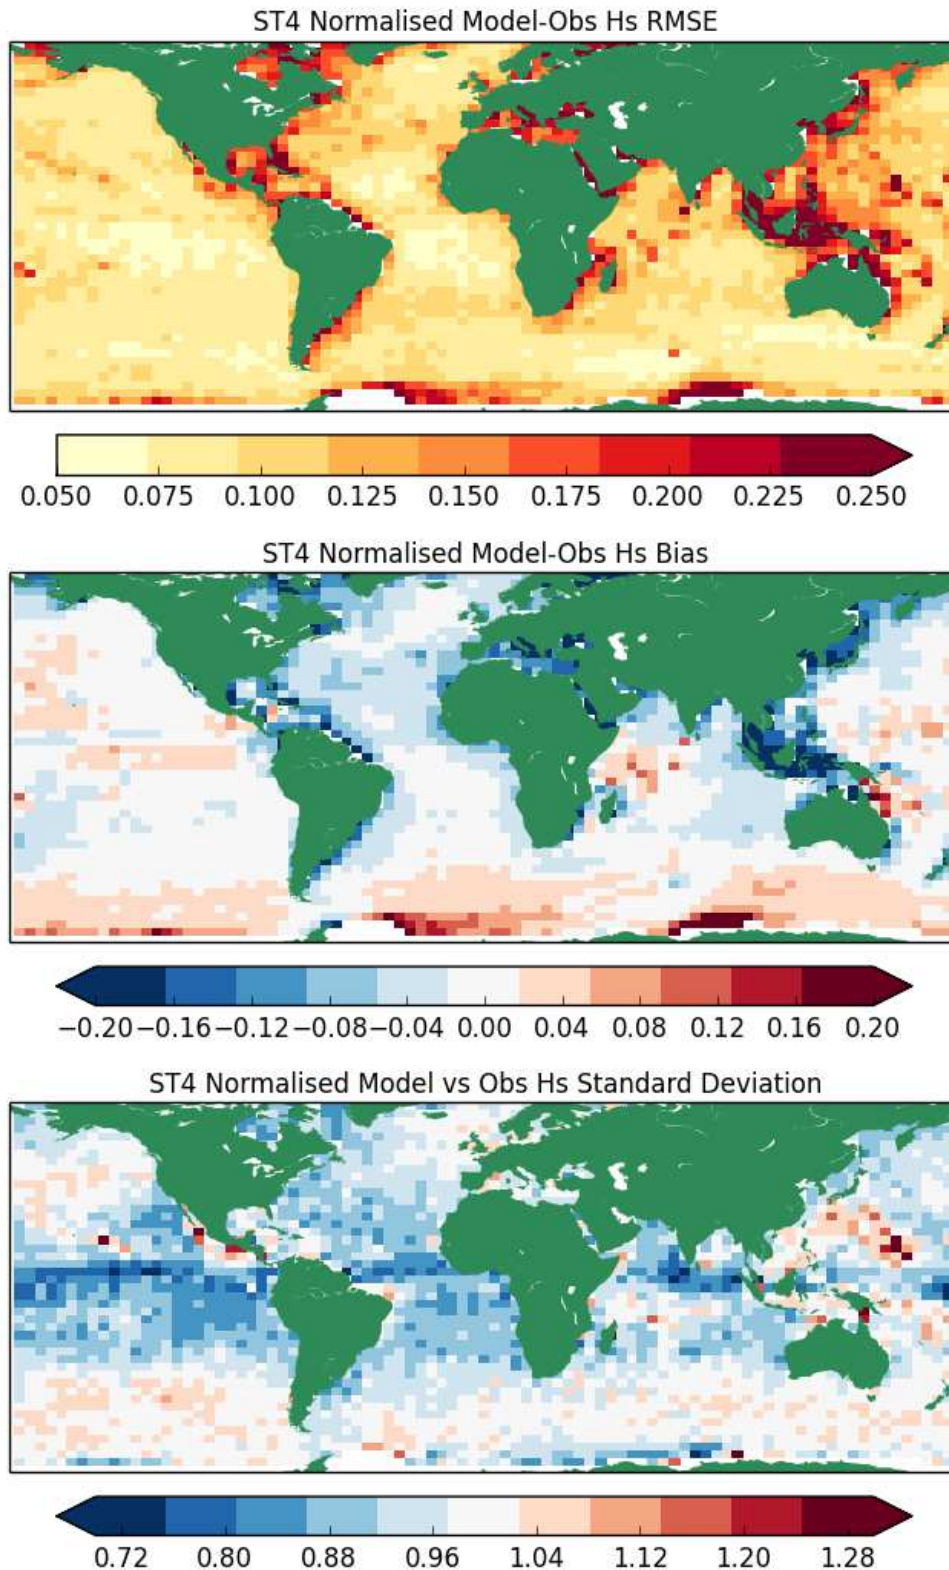 ST4 Normalised Model-Obs Hs RMSE
0.050 0.075 0.100 0.125 0.150 0.175 0.200 0.225 0.250
ST4 Normalised Model-Obs Hs Bias
−0.20 −0.16 −0.12 −0.08 −0.04 0.00 0.04 0.08 0.12 0.16 0.20
ST4 Normalised Model vs Obs Hs Standard Deviation
0.72 0.80 0.88 0.96 1.04 1.12 1.20 1.28